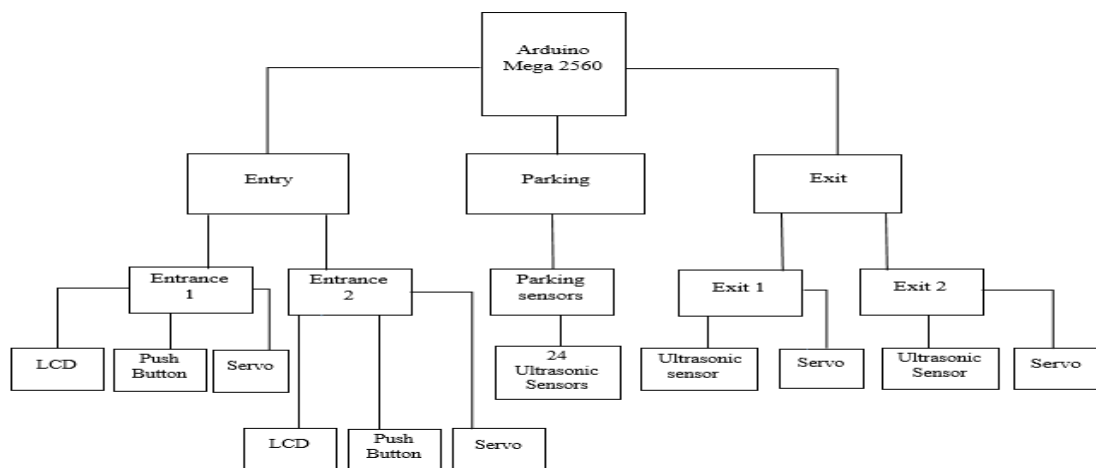 Arduino
Mega 2560
Entry
Parking
Exit
Entrance
1
Entrance
2
Parking
sensors
Exit 1
Exit 2
LCD
Push
Button
Servo
24
Ultrasonic
Sensors
Ultrasonic
sensor
Servo
Ultrasonic
Sensor
Servo
LCD
Push
Button
Servo